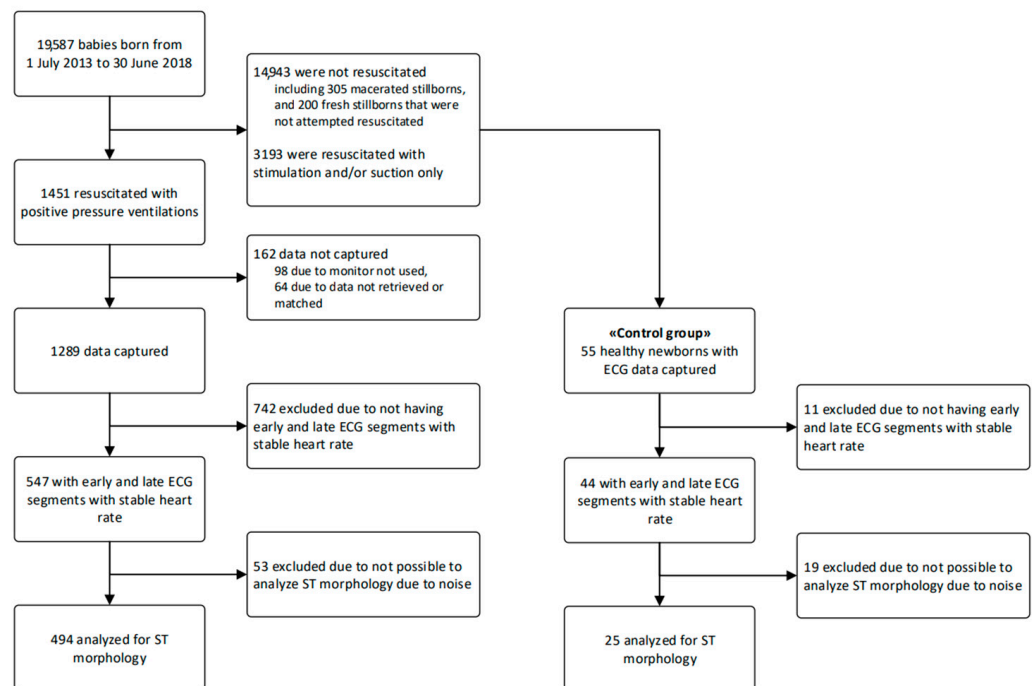 19,587 babies born from
1 July 2013 to 30 June 2018
14,943 were not resuscitated
including 305 macerated stillborns,
and 200 fresh stillborns that were
not attempted resuscitated
3193 were resuscitated with
stimulation and/or suction only
1451 resuscitated with
positive pressure ventilations
162 data not captured
98 due to monitor not used,
64 due to data not retrieved or
matched
1289 data captured
«Control group»
55 healthy newborns with
ECG data captured
742 excluded due to not having
early and late ECG segments with
stable heart rate
11 excluded due to not having early
and late ECG segments with stable
heart rate
547 with early and late ECG
segments with stable heart
rate
44 with early and late ECG
segments with stable heart
rate
53 excluded due to not possible to
analyze ST morphology due to noise
19 excluded due to not possible to
analyze ST morphology due to noise
494 analyzed for ST
morphology
25 analyzed for ST
morphology